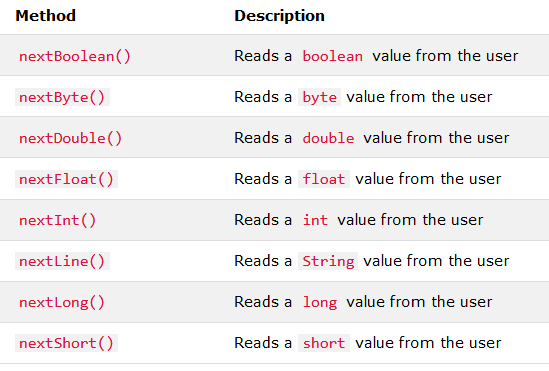 Method Description
nextBoolean() Reads a boolean value from the user
nextByte() Reads a byte value from the user
nextDouble() Reads a double value from the user
nextFloat() Reads a float value from the user
nextInt() Reads a int value from the user
nextLine() Reads a String value from the user
nextLong() Reads a long value from the user
nextShort() Reads a short value from the user